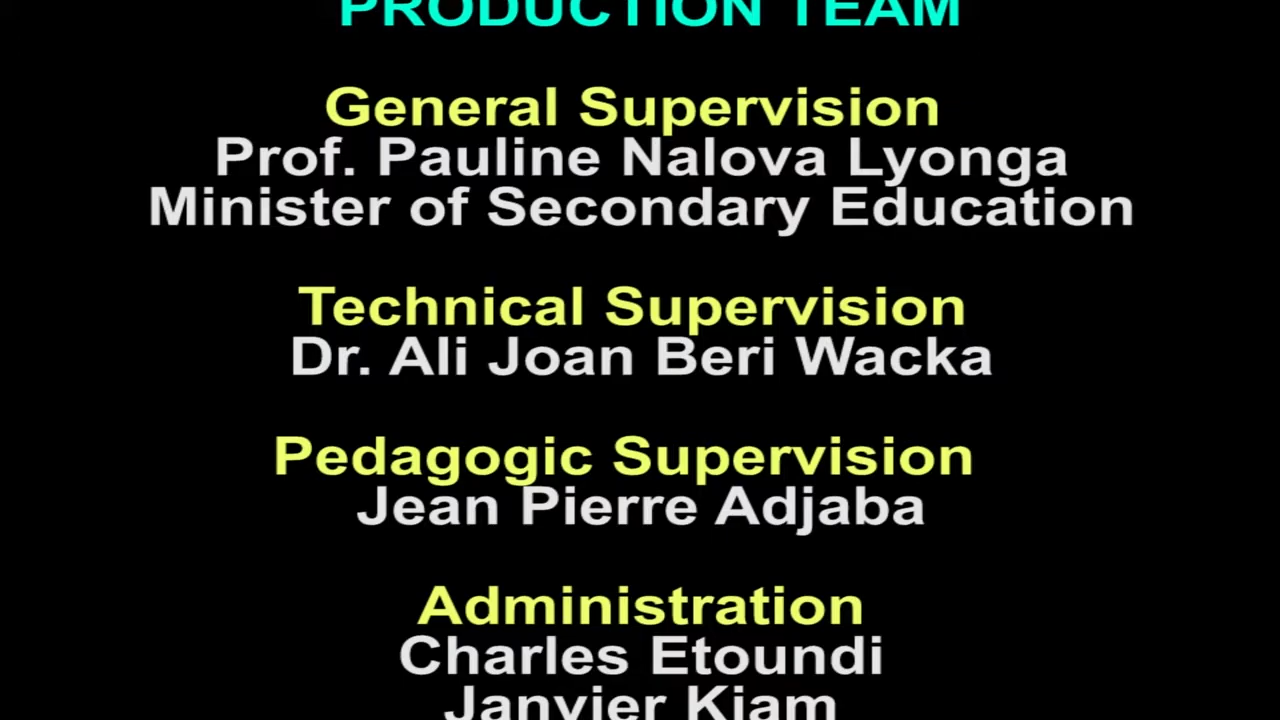 PRODUCTION TEAM
General Supervision
Prof. Pauline Nalova Lyonga
Minister of Secondary Education
Technical Supervision
Dr. Ali Joan Beri Wacka
Pedagogic Supervision
Jean Pierre Adjaba
Administration
Charles Etoundi
Janvier Kiam